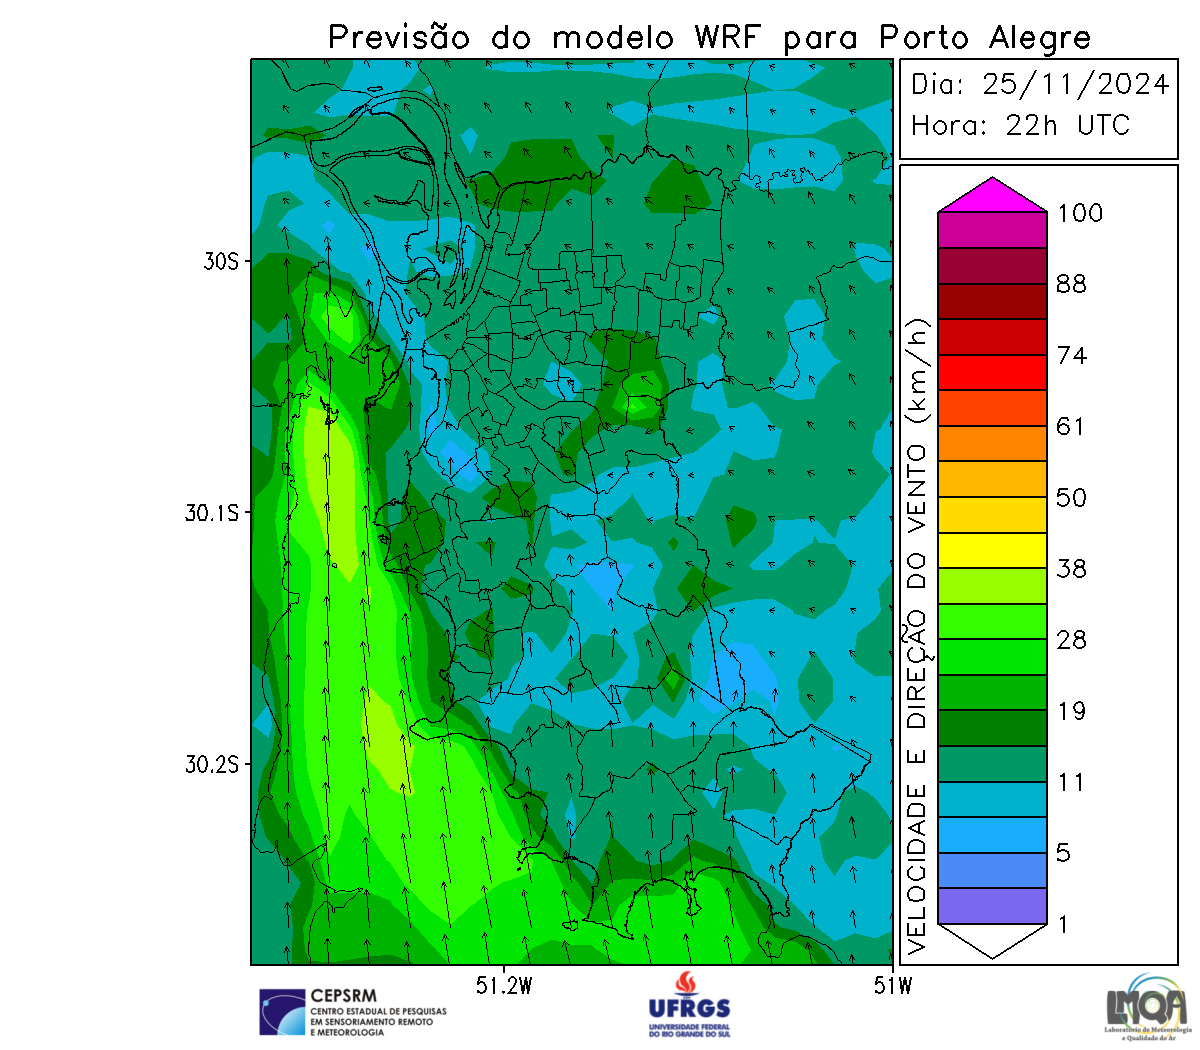 Previsão do modelo WRF para Porto Alegre
Dia: 25/11/2024
Hora: 22h UTC
100
88
74
61
50
38
28
19
11
5
1
VELOCIDADE E DIREÇÃO DO VENTO (km/h)
30S
30.1S
30.2S
51.2W
51W
CEPSRM
CENTRO ESTADUAL DE PESQUISAS
EM SENSORIAMENTO REMOTO
E METEOROLOGIA
UFRGS
UNIVERSIDADE FEDERAL
DO RIO GRANDE DO SUL
LMQA
Laboratório de Meteorologia
e Qualidade do Ar